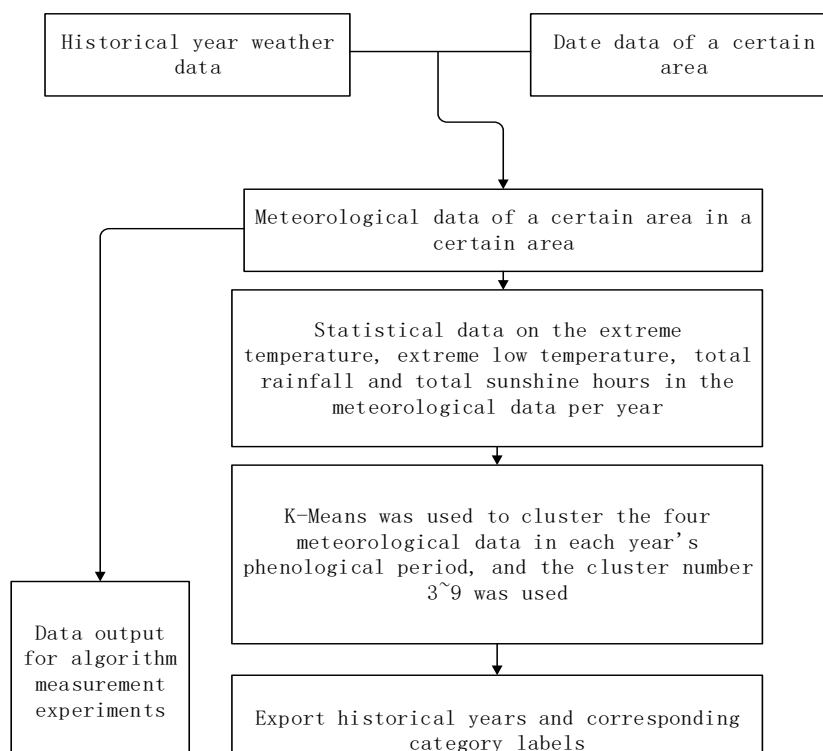 Historical year weather
data
Date data of a certain
area
Meteorological data of a certain area in a
certain area
Statistical data on the extreme
temperature, extreme low temperature, total
rainfall and total sunshine hours in the
meteorological data per year
K-Means was used to cluster the four
meteorological data in each year's
phenological period, and the cluster number
3~9 was used
Data output
for algorithm
measurement
experiments
Export historical years and corresponding
category labels